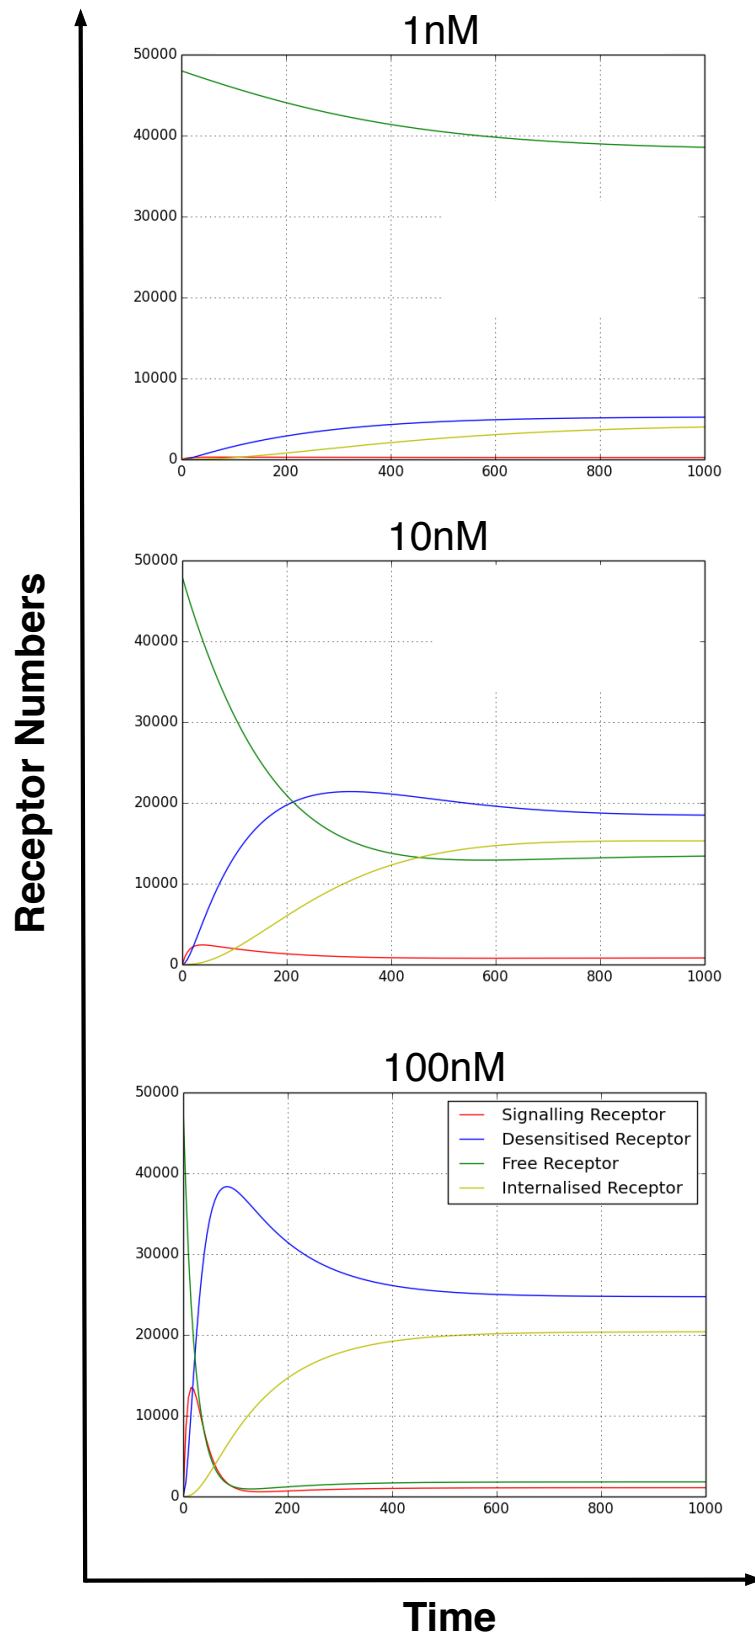 1nM
50000
40000
30000
20000
10000
0
0 200 400 600 800 1000
10nM
50000
40000
30000
20000
10000
0
0 200 400 600 800 1000
Receptor Numbers
100nM
50000
40000
30000
20000
10000
0
0 200 400 600 800 1000
Signalling Receptor
Desensitised Receptor
Free Receptor
Internalised Receptor
Time